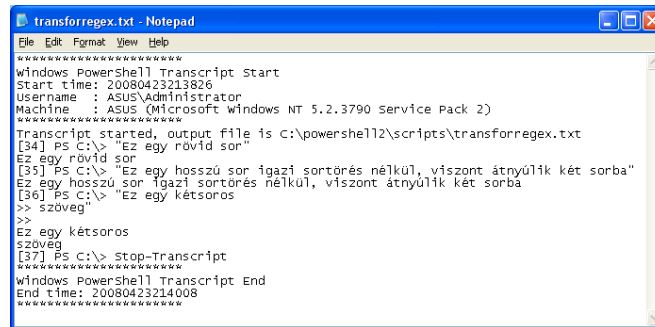 transforregex.txt - Notepad
File Edit Format View Help
**********************
Windows PowerShell Transcript Start
Start time: 20080423213826
Username  : ASUS\Administrator
Machine   : ASUS (Microsoft Windows NT 5.2.3790 Service Pack 2)
**********************
Transcript started, output file is C:\powershell2\scripts\transforregex.txt
[34] PS C:\> "Ez egy rövid sor"
Ez egy rövid sor
[35] PS C:\> "Ez egy hosszú sor igazi sortörés nélkül, viszont átnyúlik két sorba"
Ez egy hosszú sor igazi sortörés nélkül, viszont átnyúlik két sorba
[36] PS C:\> "Ez egy kétsoros
>> szöveg"
>>
Ez egy kétsoros
szöveg
[37] PS C:\> Stop-Transcript
**********************
Windows PowerShell Transcript End
End time: 20080423214008
**********************